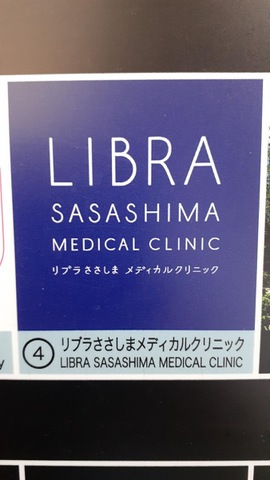 LIBRA
SASASHIMA
MEDICAL CLINIC
リブラささしま メディカルクリニック
④ リブラささしまメディカルクリニック
LIBRA SASASHIMA MEDICAL CLINIC
y